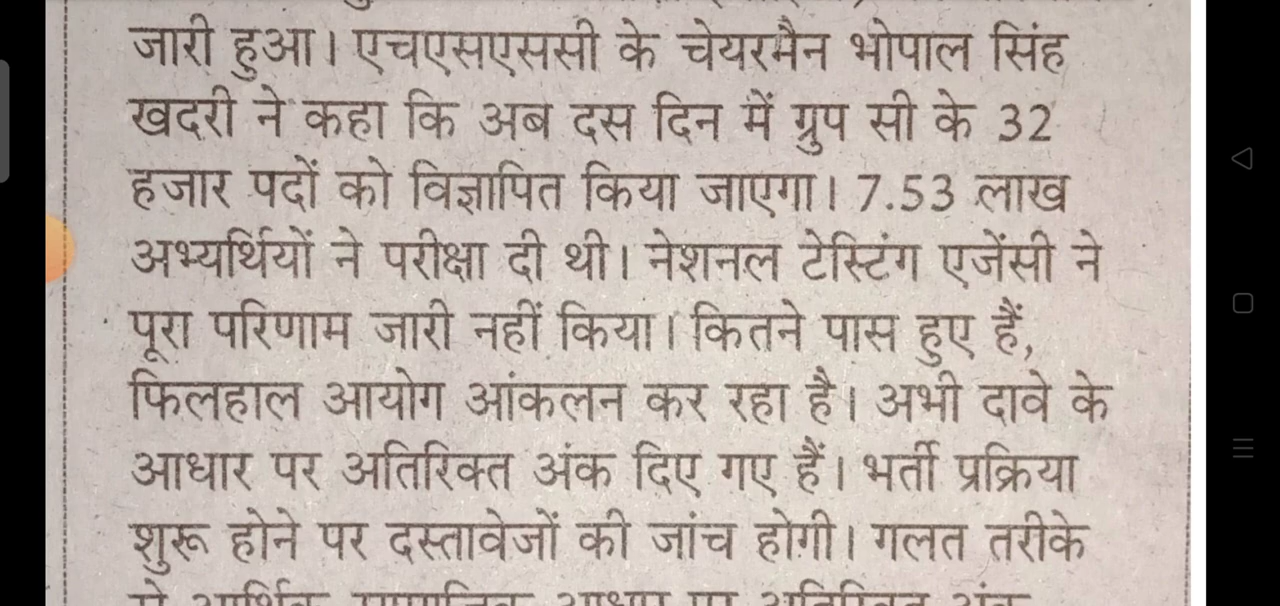 जारी हुआ। एचएसएससी के चेयरमैन भोपाल सिंह
खदरी ने कहा कि अब दस दिन में ग्रुप सी के 32
हजार पदों को विज्ञापित किया जाएगा। 7.53 लाख
अभ्यर्थियों ने परीक्षा दी थी। नेशनल टेस्टिंग एजेंसी ने
पूरा परिणाम जारी नहीं किया। कितने पास हुए हैं,
फिलहाल आयोग आंकलन कर रहा है। अभी दावे के
आधार पर अतिरिक्त अंक दिए गए हैं। भर्ती प्रक्रिया
शुरू होने पर दस्तावेजों की जांच होगी। गलत तरीके